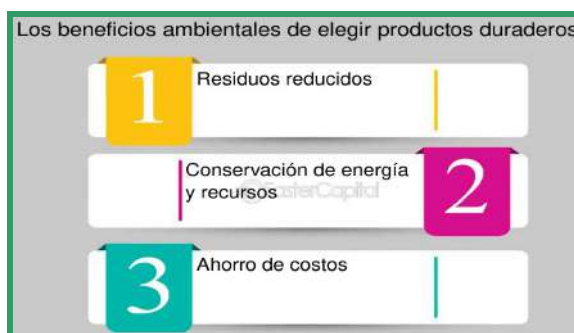 Los beneficios ambientales de elegir productos duraderos
1
Residuos reducidos
Conservación de energía
y recursos
2
FasterCapital
3
Ahorro de costos